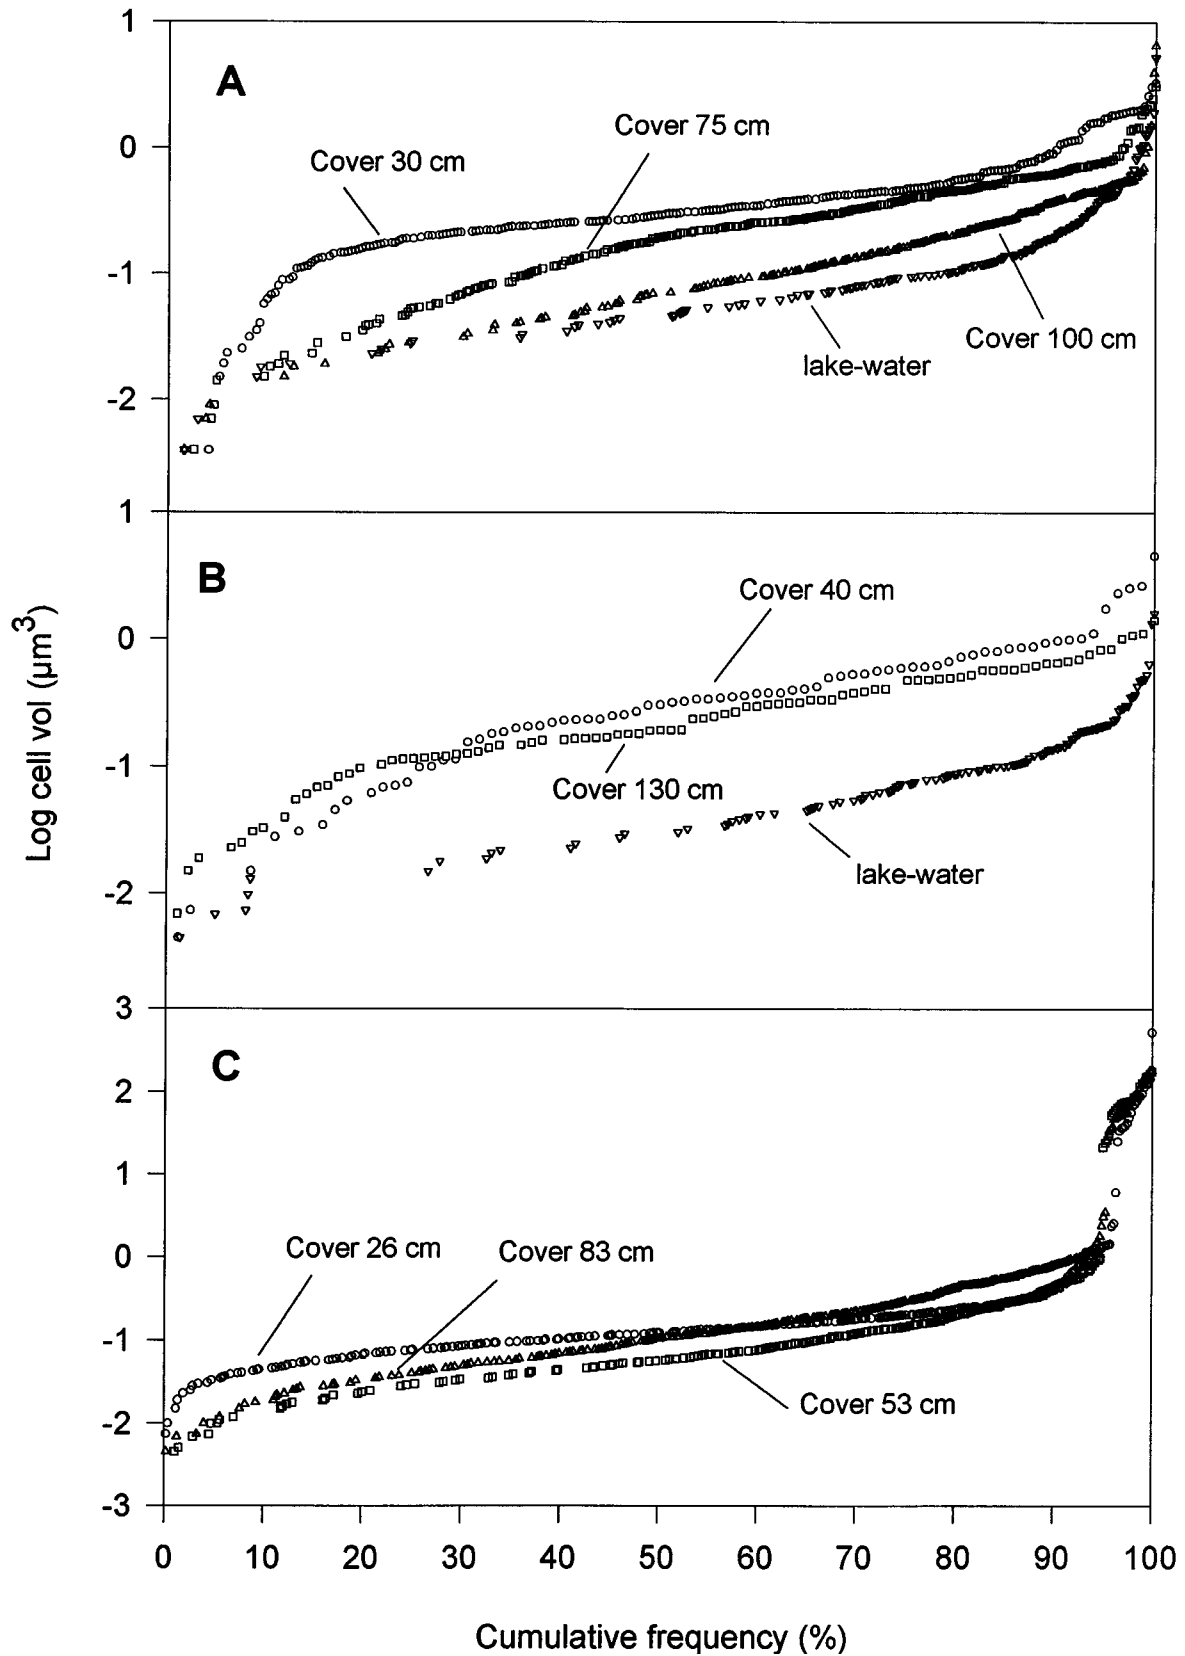 1
A
Cover 75 cm
Cover 30 cm
0
-1
Cover 100 cm
lake-water
-2
1
B
Cover 40 cm
0
-1
Cover 130 cm
lake-water
-2
Log cell vol (µm³)
3
C
2
1
Cover 26 cm
Cover 83 cm
0
-1
Cover 53 cm
-2
-3
0 10 20 30 40 50 60 70 80 90 100
Cumulative frequency (%)